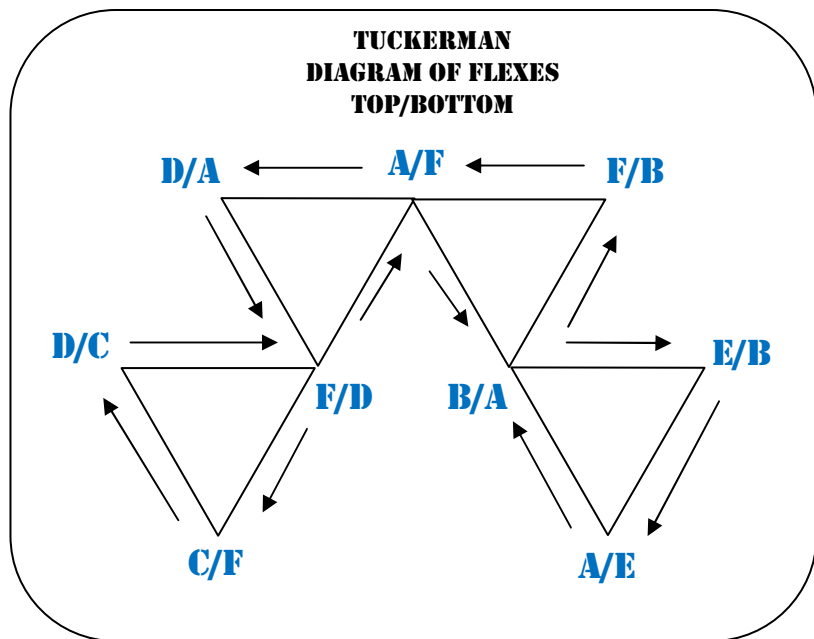 TUCKERMAN
DIAGRAM OF FLEXES
TOP/BOTTOM
D/A
A/F
F/B
D/C
F/D
B/A
E/B
C/F
A/E